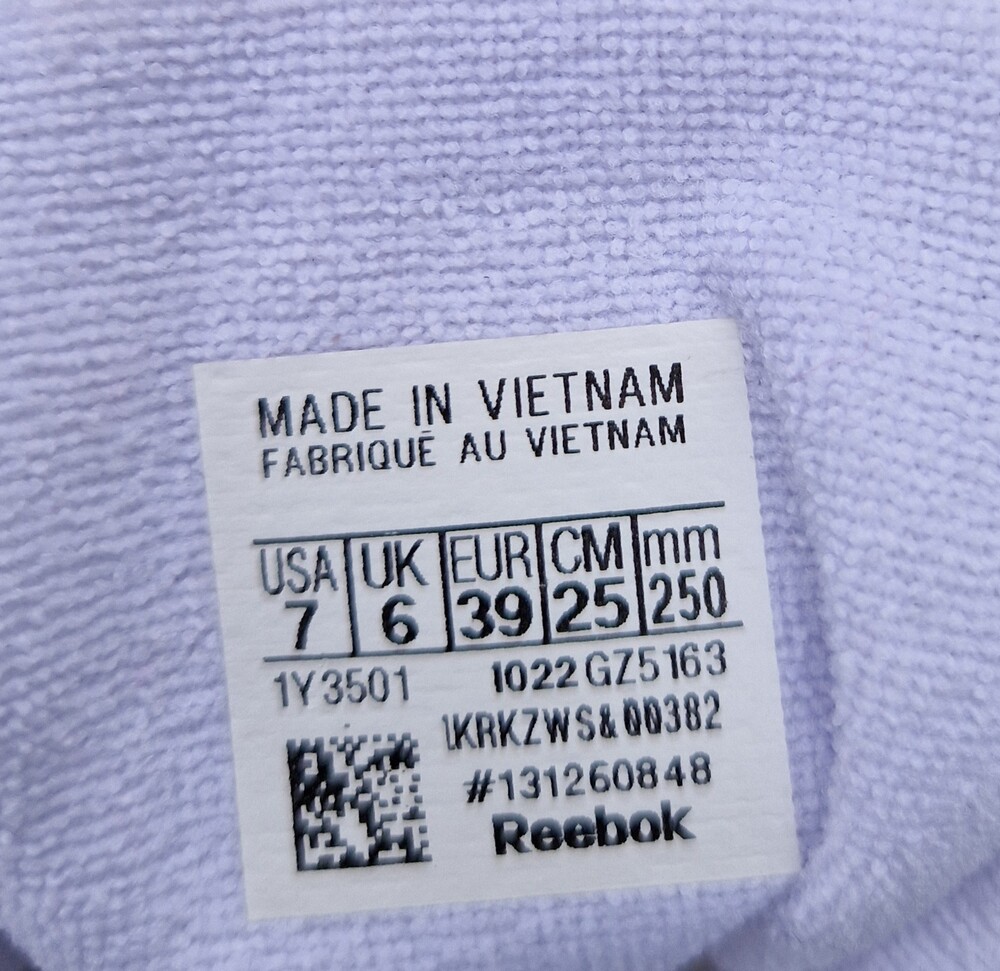 MADE IN VIETNAM
FABRIQUÉ AU VIETNAM
USA UK EUR CM mm
7 6 39 25 250
1Y3501 1022 GZ5163
1KRKZWS&00382
#131260848
Reebok